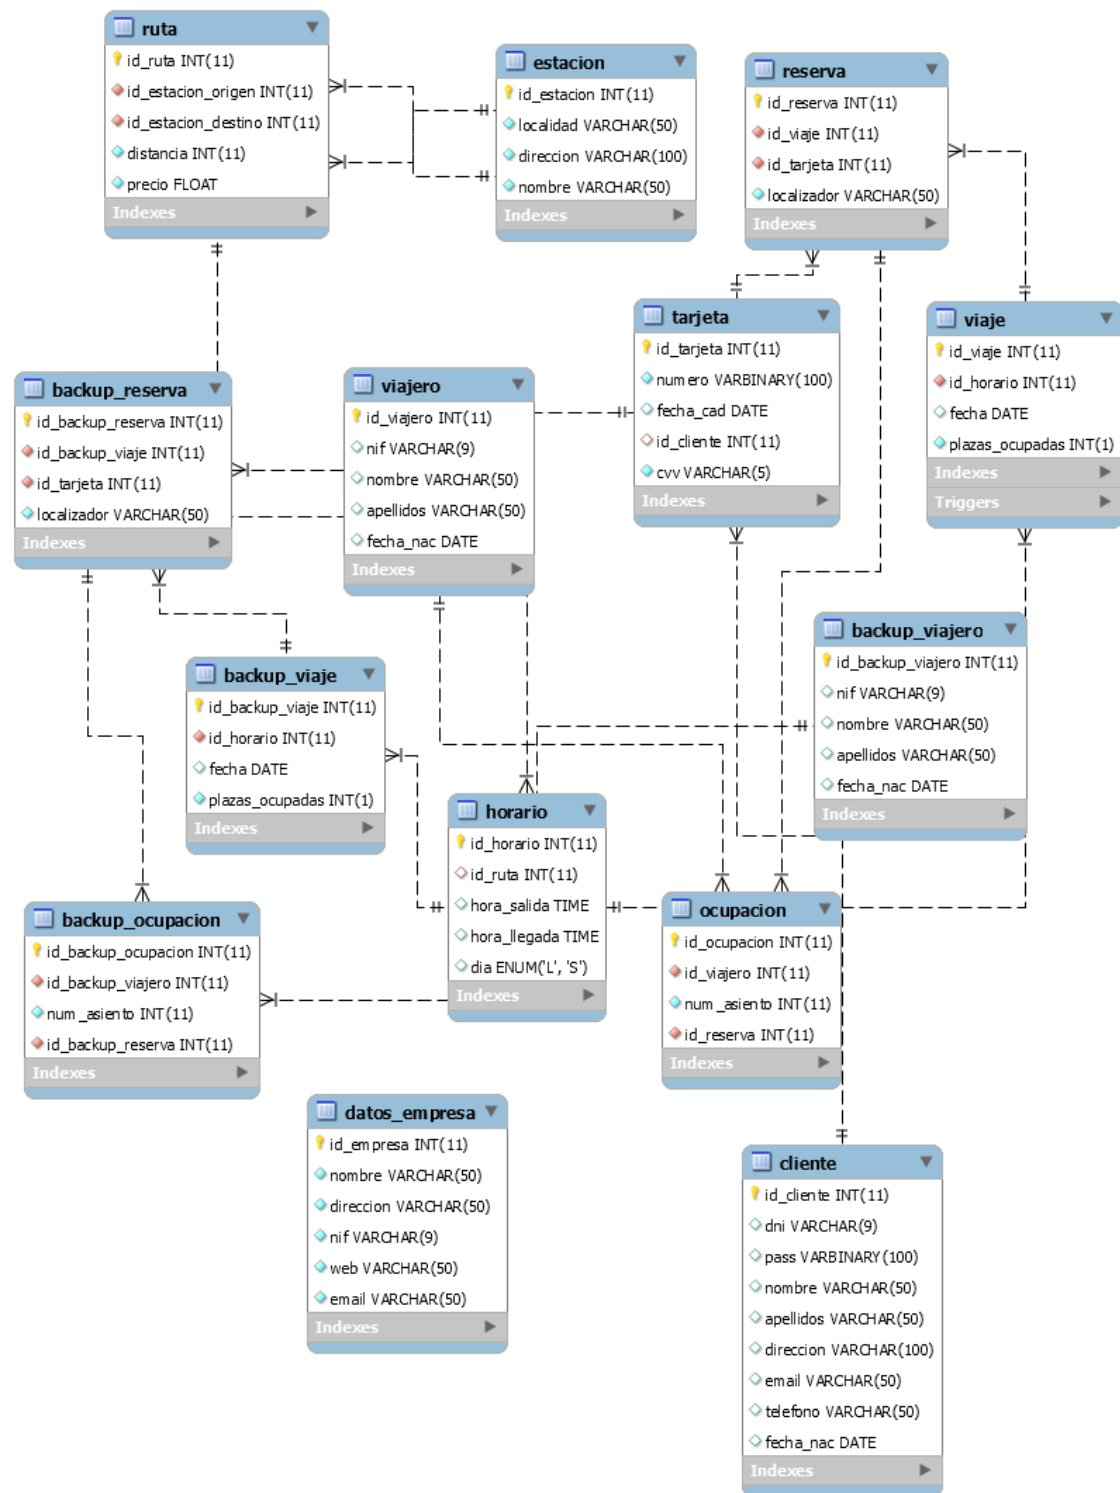 ruta
id_ruta INT(11)
id_estacion_origen INT(11)
id_estacion_destino INT(11)
distancia INT(11)
precio FLOAT
Indexes
estacion
id_estacion INT(11)
localidad VARCHAR(50)
direccion VARCHAR(100)
nombre VARCHAR(50)
Indexes
reserva
id_reserva INT(11)
id_viaje INT(11)
id_tarjeta INT(11)
localizador VARCHAR(50)
Indexes
tarjeta
id_tarjeta INT(11)
numero VARBINARY(100)
fecha_cad DATE
id_cliente INT(11)
cvv VARCHAR(5)
Indexes
viaje
id_viaje INT(11)
id_horario INT(11)
fecha DATE
plazas_ocupadas INT(1)
Indexes
Triggers
backup_reserva
id_backup_reserva INT(11)
id_backup_viaje INT(11)
id_tarjeta INT(11)
localizador VARCHAR(50)
Indexes
viajero
id_viajero INT(11)
nif VARCHAR(9)
nombre VARCHAR(50)
apellidos VARCHAR(50)
fecha_nac DATE
Indexes
backup_viajero
id_backup_viajero INT(11)
nif VARCHAR(9)
nombre VARCHAR(50)
apellidos VARCHAR(50)
fecha_nac DATE
Indexes
backup_viaje
id_backup_viaje INT(11)
id_horario INT(11)
fecha DATE
plazas_ocupadas INT(1)
Indexes
horario
id_horario INT(11)
id_ruta INT(11)
hora_salida TIME
hora_llegada TIME
dia ENUM('L', 'S')
Indexes
backup_ocupacion
id_backup_ocupacion INT(11)
id_backup_viajero INT(11)
num_asiento INT(11)
id_backup_reserva INT(11)
Indexes
ocupacion
id_ocupacion INT(11)
id_viajero INT(11)
num_asiento INT(11)
id_reserva INT(11)
Indexes
datos_empresa
id_empresa INT(11)
nombre VARCHAR(50)
direccion VARCHAR(50)
nif VARCHAR(9)
web VARCHAR(50)
email VARCHAR(50)
Indexes
cliente
id_cliente INT(11)
dni VARCHAR(9)
pass VARBINARY(100)
nombre VARCHAR(50)
apellidos VARCHAR(50)
direccion VARCHAR(100)
email VARCHAR(50)
telefono VARCHAR(50)
fecha_nac DATE
Indexes